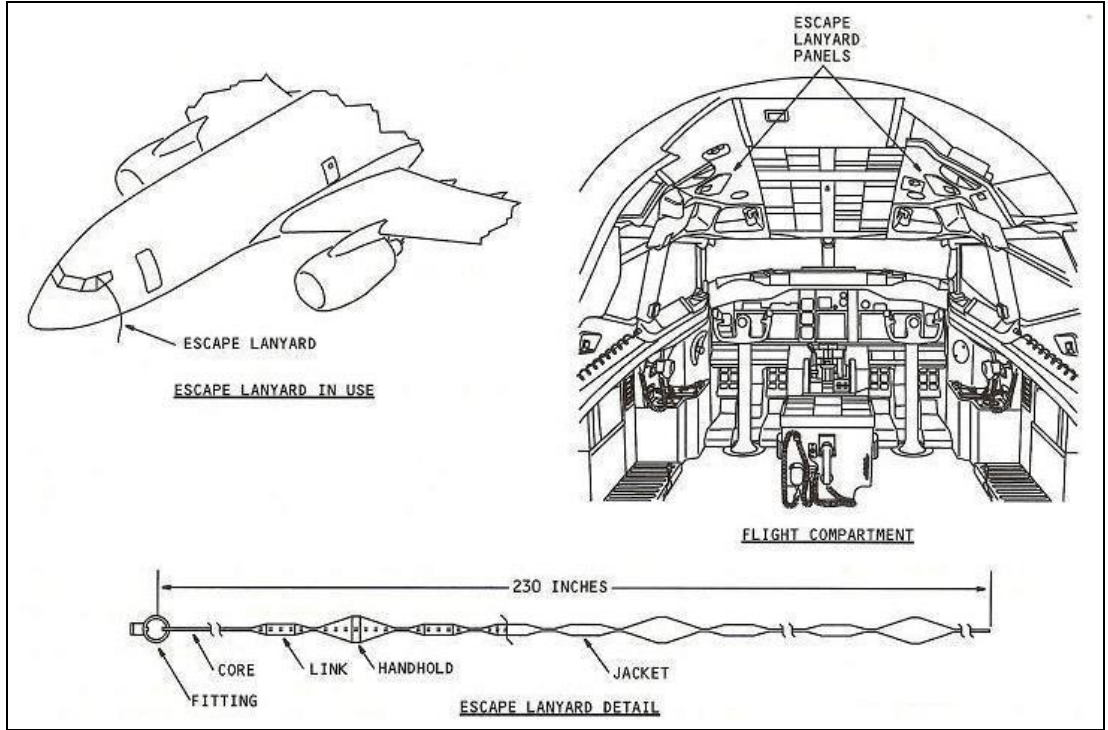 ESCAPE
LANYARD
PANELS
ESCAPE LANYARD
ESCAPE LANYARD IN USE
FLIGHT COMPARTMENT
230 INCHES
CORE
LINK
HANDHOLD
JACKET
FITTING
ESCAPE LANYARD DETAIL